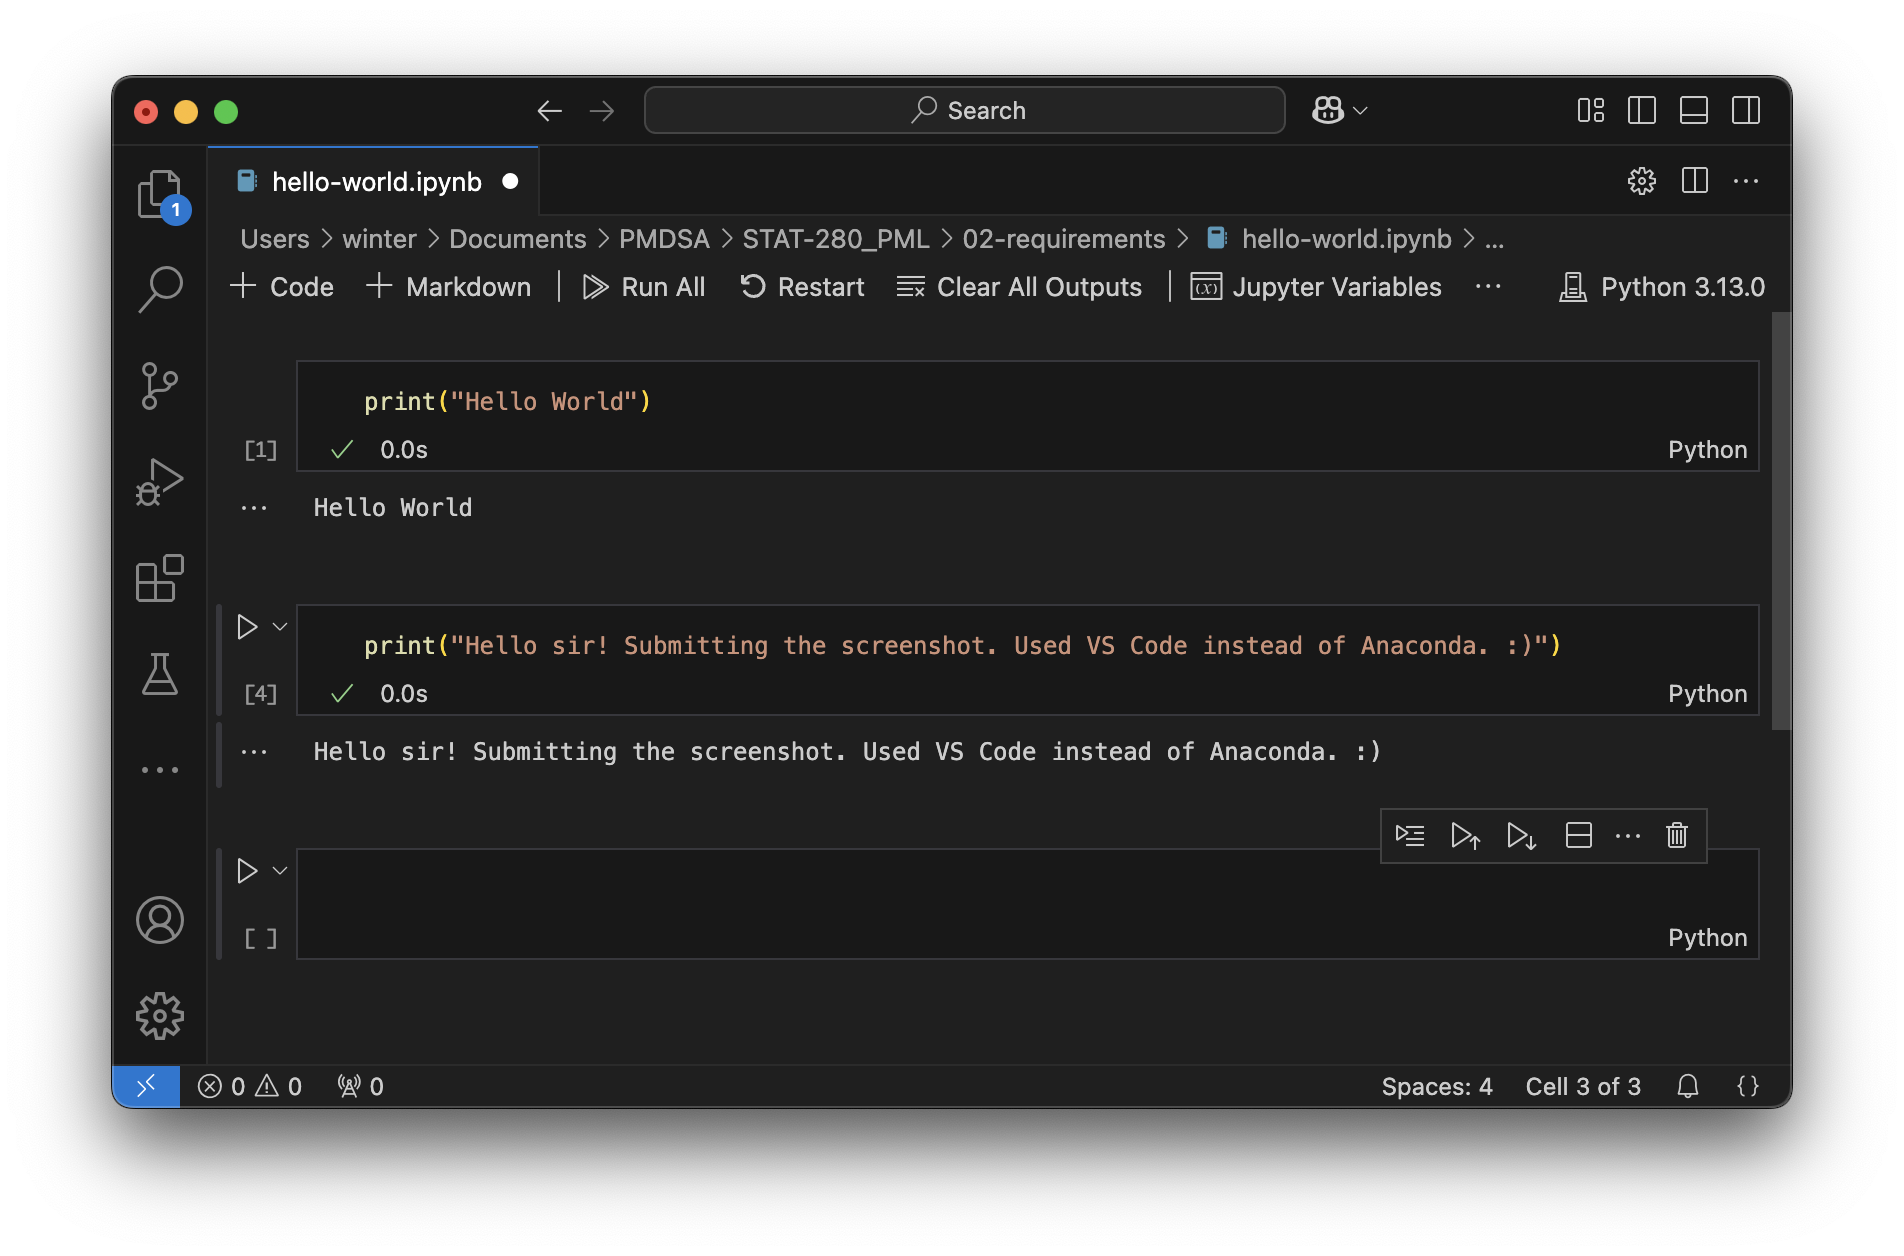 Search
hello-world.ipynb
1
Users > winter > Documents > PMDSA > STAT-280_PML > 02-requirements > hello-world.ipynb > ...
Code Markdown Run All Restart Clear All Outputs Jupyter Variables ... Python 3.13.0
print("Hello World")
[1] 0.0s Python
Hello World
print("Hello sir! Submitting the screenshot. Used VS Code instead of Anaconda. :)")
[4] 0.0s Python
Hello sir! Submitting the screenshot. Used VS Code instead of Anaconda. :)
[ ] Python
0 0 0 Spaces: 4 Cell 3 of 3 {}